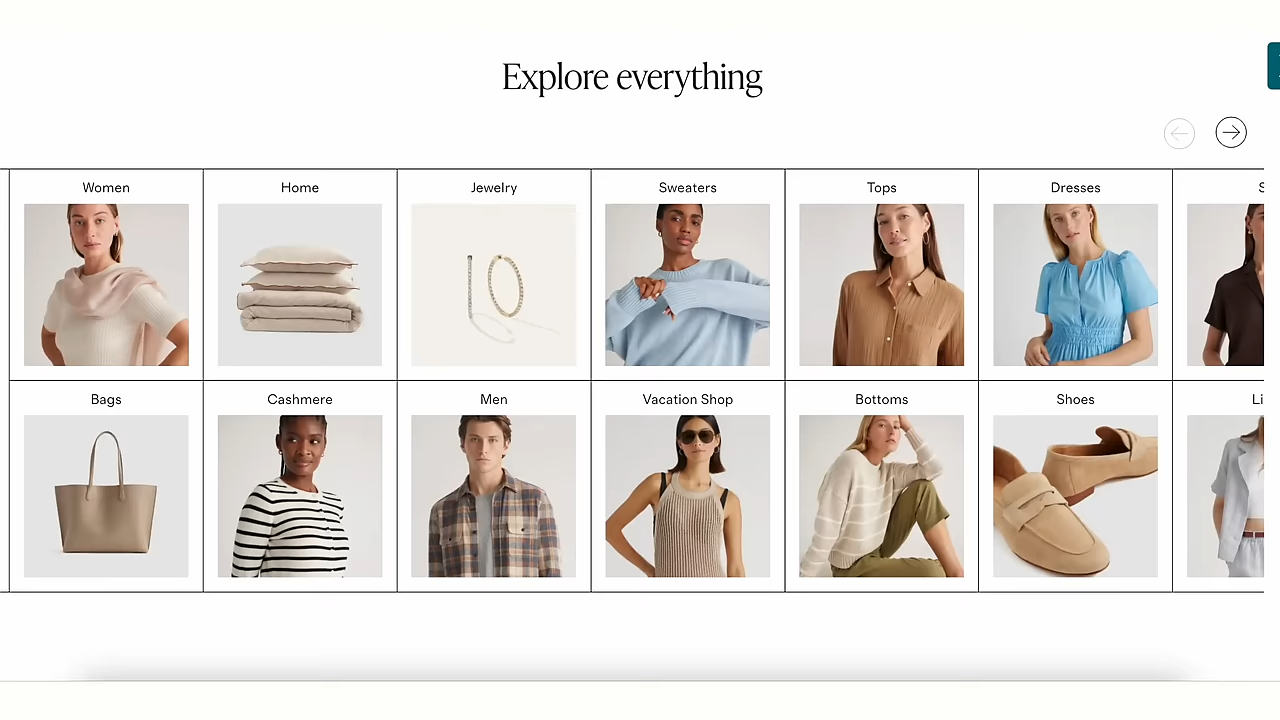 Explore everything
Women
Home
Jewelry
Sweaters
Tops
Dresses
Bags
Cashmere
Men
Vacation Shop
Bottoms
Shoes